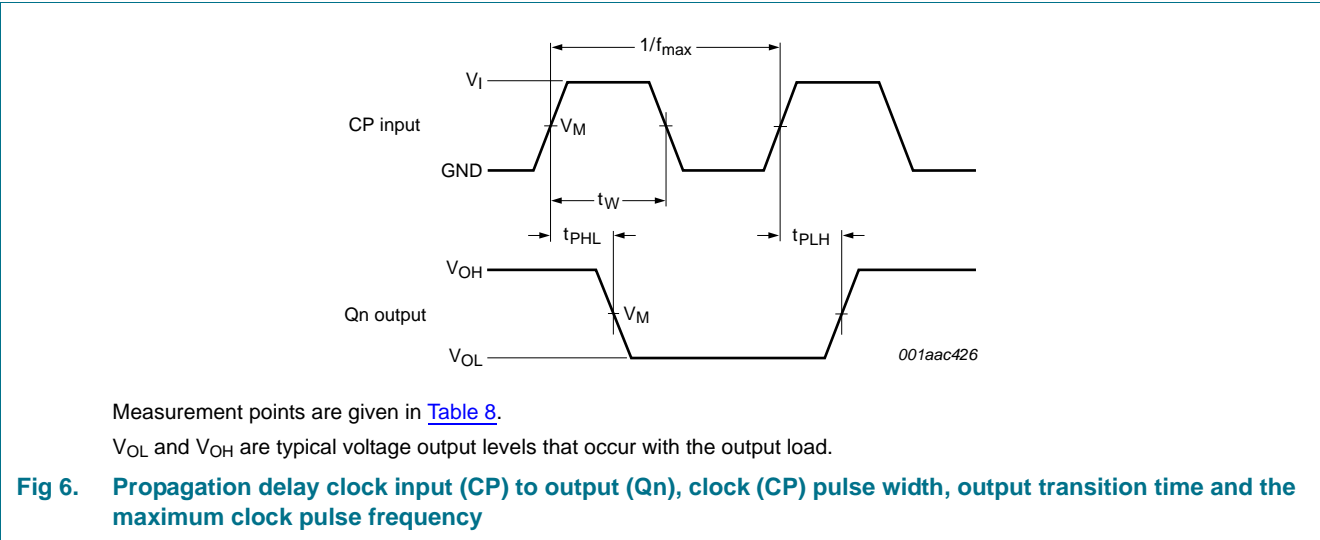 1/fmax
VI
CP input
VM
GND
tW
tPHL
tPLH
VOH
Qn output
VM
VOL
001aac426
Measurement points are given in Table 8.
VOL and VOH are typical voltage output levels that occur with the output load.
Fig 6. Propagation delay clock input (CP) to output (Qn), clock (CP) pulse width, output transition time and the
maximum clock pulse frequency